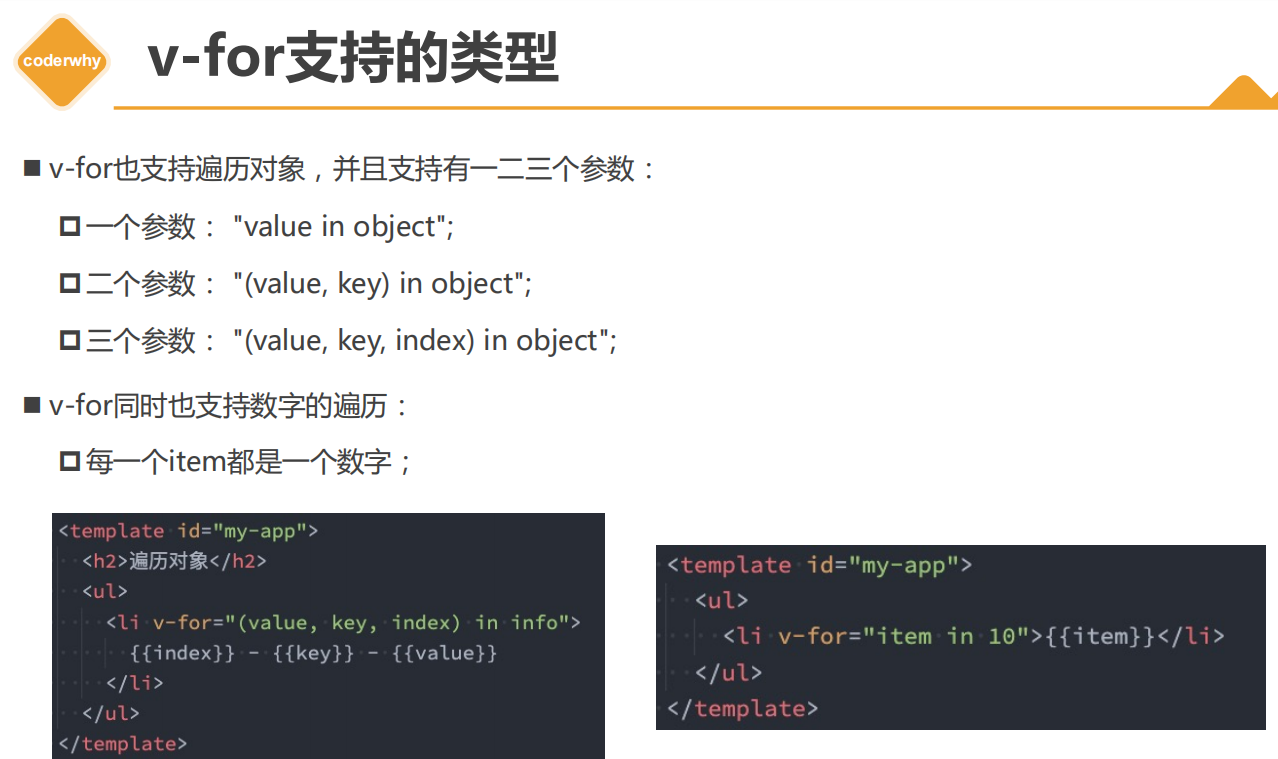 coderwhy
v-for支持的类型
v-for也支持遍历对象，并且支持有一二三个参数：
一个参数： "value in object";
二个参数： "(value, key) in object";
三个参数： "(value, key, index) in object";
v-for同时也支持数字的遍历：
每一个item都是一个数字；
<template id="my-app">
<h2>遍历对象</h2>
<ul>
<li v-for="(value, key, index) in info">
{{index}} - {{key}} - {{value}}
</li>
</ul>
</template>
<template id="my-app">
<ul>
<li v-for="item in 10">{{item}}</li>
</ul>
</template>